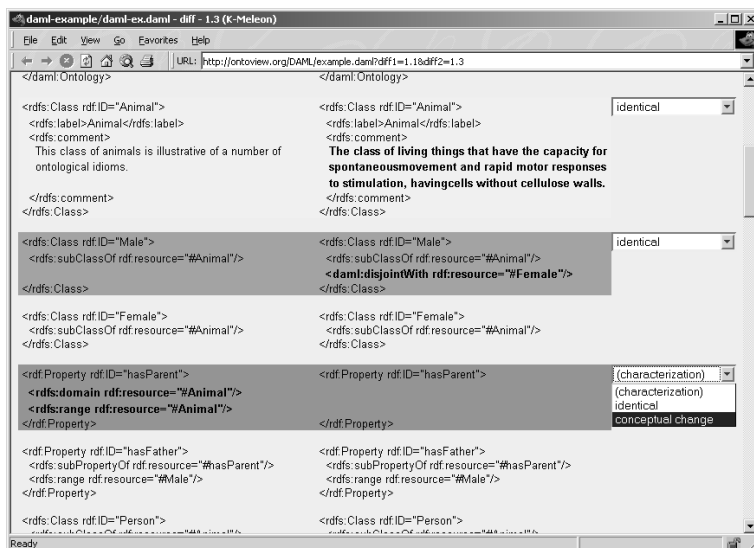 daml-example/daml-ex.daml - diff - 1.3 (K-Meleon)
File Edit View Go Favorites Help
URL: http://ontoview.org/DAML/example.daml?diff1=1.1&diff2=1.3
</daml:Ontology> </daml:Ontology>
<rdfs:Class rdf:ID="Animal"> <rdfs:Class rdf:ID="Animal"> identical
<rdfs:label>Animal</rdfs:label> <rdfs:label>Animal</rdfs:label>
<rdfs:comment> <rdfs:comment>
This class of animals is illustrative of a number of The class of living things that have the capacity for
ontological idioms. spontaneousmovement and rapid motor responses
to stimulation, havingcells without cellulose walls.
</rdfs:comment> </rdfs:comment>
</rdfs:Class> </rdfs:Class>
<rdfs:Class rdf:ID="Male"> <rdfs:Class rdf:ID="Male"> identical
<rdfs:subClassOf rdf:resource="#Animal"/> <rdfs:subClassOf rdf:resource="#Animal"/>
<daml:disjointWith rdf:resource="#Female"/>
</rdfs:Class> </rdfs:Class>
<rdfs:Class rdf:ID="Female"> <rdfs:Class rdf:ID="Female">
<rdfs:subClassOf rdf:resource="#Animal"/> <rdfs:subClassOf rdf:resource="#Animal"/>
</rdfs:Class> </rdfs:Class>
<rdf:Property rdf:ID="hasParent"> <rdf:Property rdf:ID="hasParent"> (characterization)
<rdfs:domain rdf:resource="#Animal"/> (characterization)
<rdfs:range rdf:resource="#Animal"/> identical
</rdf:Property> </rdf:Property> conceptual change
<rdf:Property rdf:ID="hasFather"> <rdf:Property rdf:ID="hasFather">
<rdfs:subPropertyOf rdf:resource="#hasParent"/> <rdfs:subPropertyOf rdf:resource="#hasParent"/>
<rdfs:range rdf:resource="#Male"/> <rdfs:range rdf:resource="#Male"/>
</rdf:Property> </rdf:Property>
<rdfs:Class rdf:ID="Person"> <rdfs:Class rdf:ID="Person">
Ready